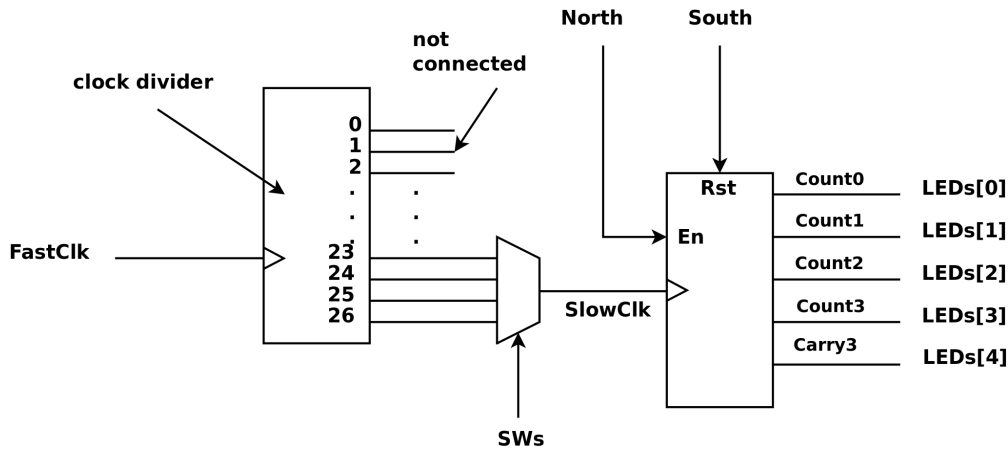 North
South
not
connected
clock divider
0
1
2
.
.
.
.
.
.
23
24
25
26
FastClk
Rst
En
SlowClk
SWs
Count0
LEDs[0]
Count1
LEDs[1]
Count2
LEDs[2]
Count3
LEDs[3]
Carry3
LEDs[4]